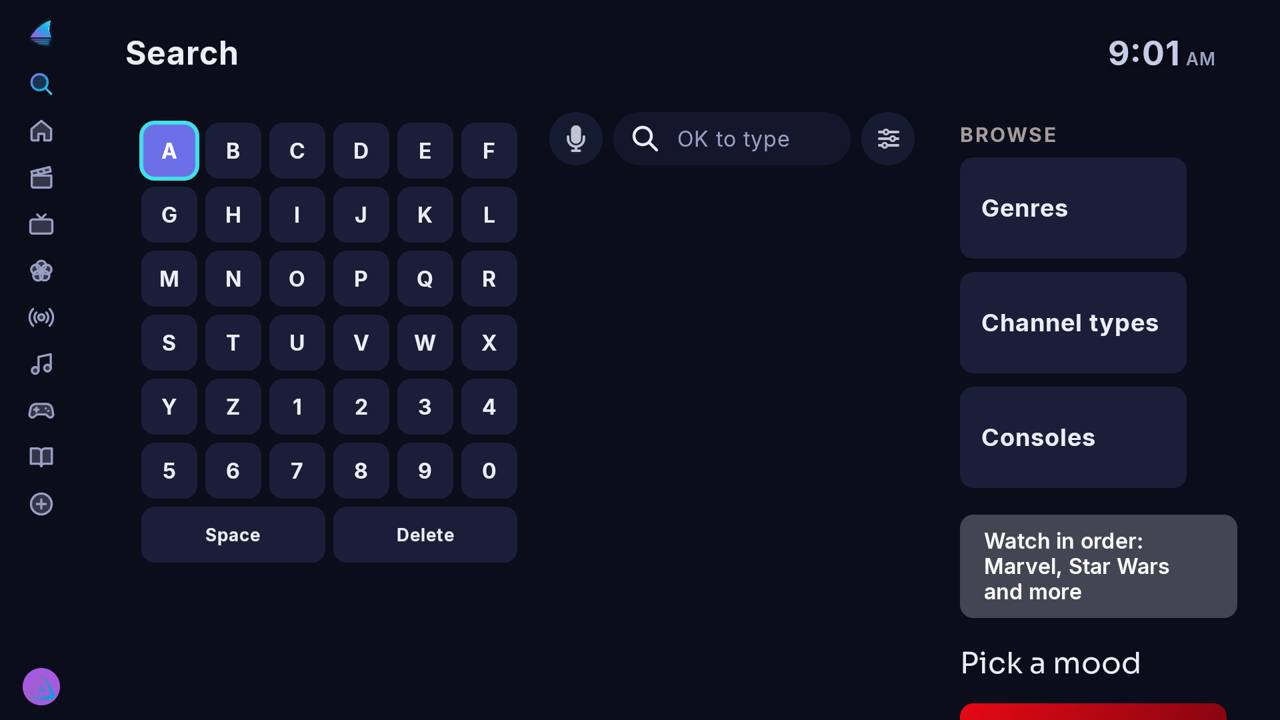 Search
9:01 AM
A B C D E F
G H I J K L
M N O P Q R
S T U V W X
Y Z 1 2 3 4
5 6 7 8 9 0
Space Delete
OK to type
BROWSE
Genres
Channel types
Consoles
Watch in order:
Marvel, Star Wars
and more
Pick a mood